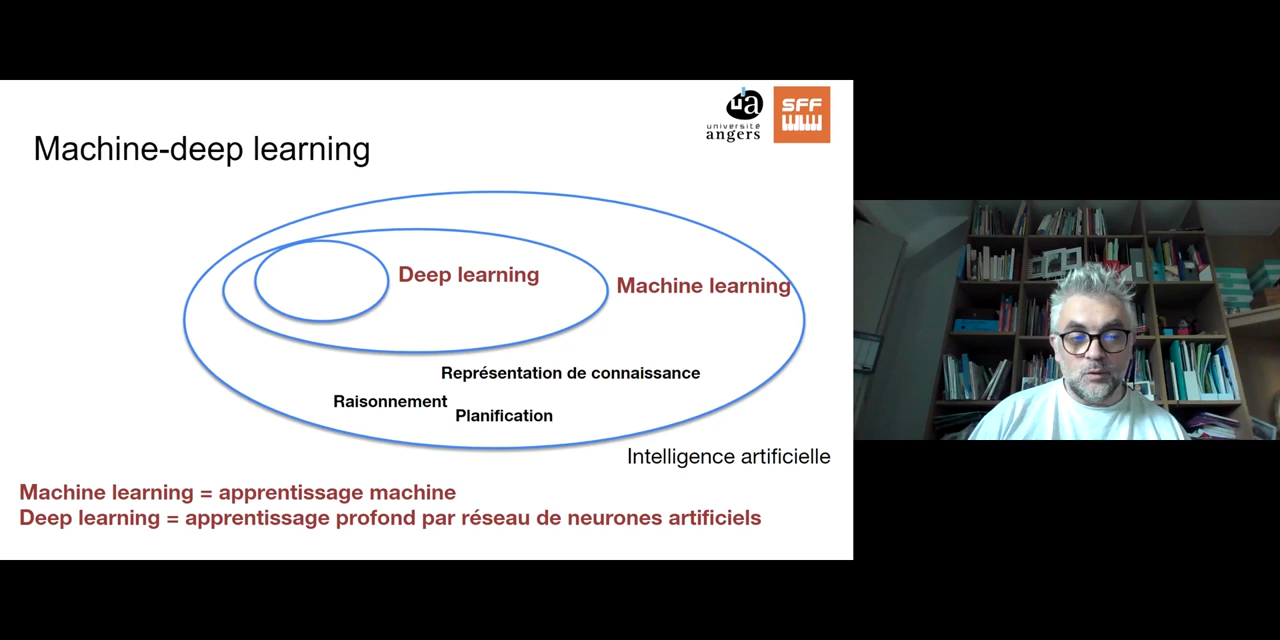 ua
université
angers
SFF
Machine-deep learning
Deep learning
Machine learning
Représentation de connaissance
Raisonnement
Planification
Intelligence artificielle
Machine learning = apprentissage machine
Deep learning = apprentissage profond par réseau de neurones artificiels